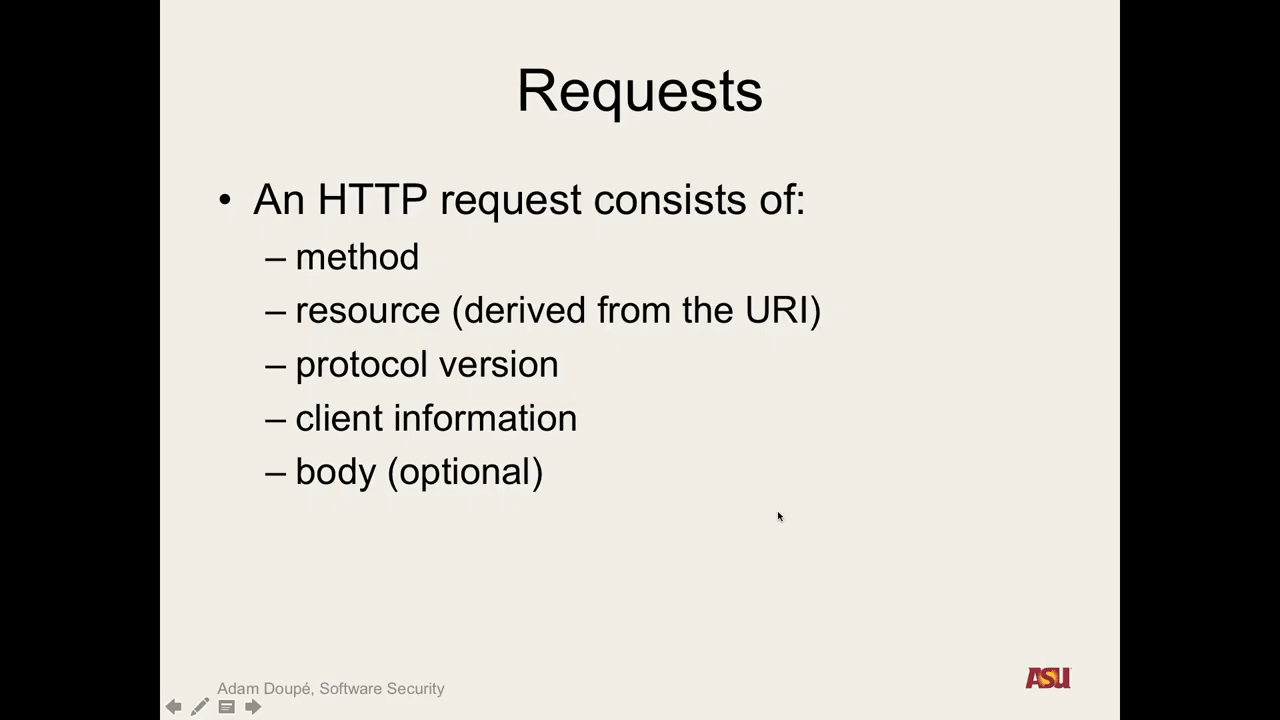 Requests
• An HTTP request consists of:
– method
– resource (derived from the URI)
– protocol version
– client information
– body (optional)
Adam Doupé, Software Security
ASU